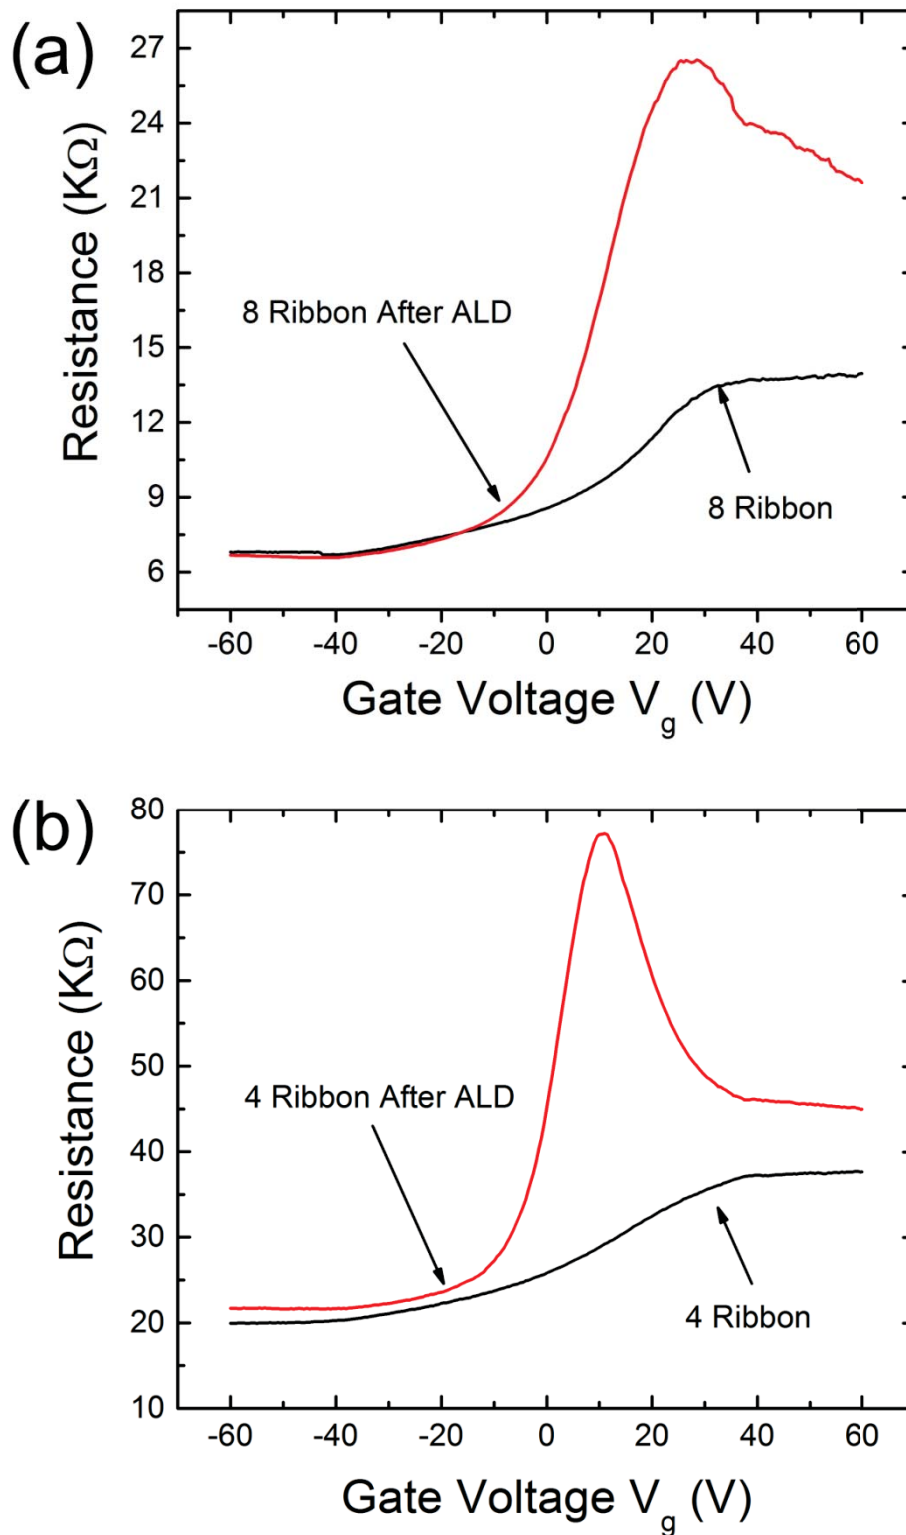 (a)
27
24
21
18
15
12
9
6
Resistance (KΩ)
8 Ribbon After ALD
8 Ribbon
-60 -40 -20 0 20 40 60
Gate Voltage V_g (V)
(b)
80
70
60
50
40
30
20
10
Resistance (KΩ)
4 Ribbon After ALD
4 Ribbon
-60 -40 -20 0 20 40 60
Gate Voltage V_g (V)